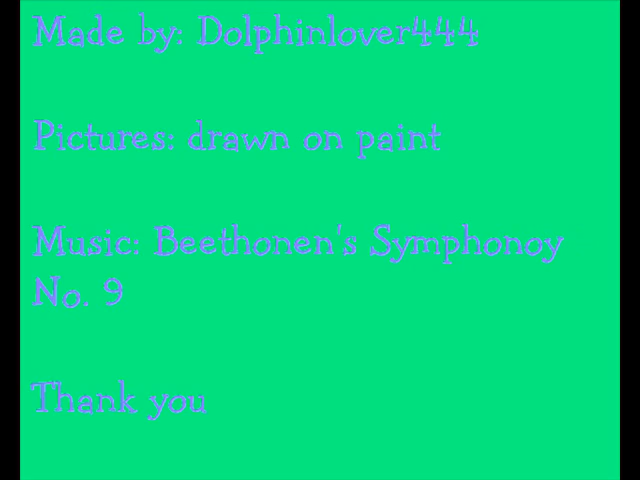 Made by: Dolphinlover444
Pictures: drawn on paint
Music: Beethonen's Symphonoy
No. 9
Thank you